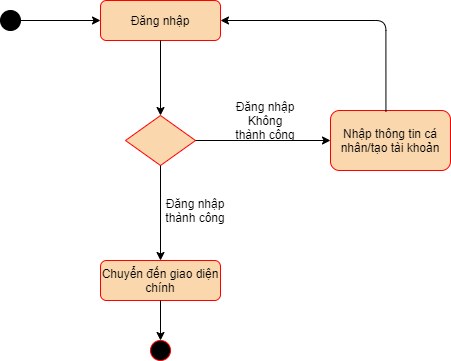 Đăng nhập
Đăng nhập
Không
thành công
Nhập thông tin cá
nhân/tạo tài khoản
Đăng nhập
thành công
Chuyển đến giao diện
chính